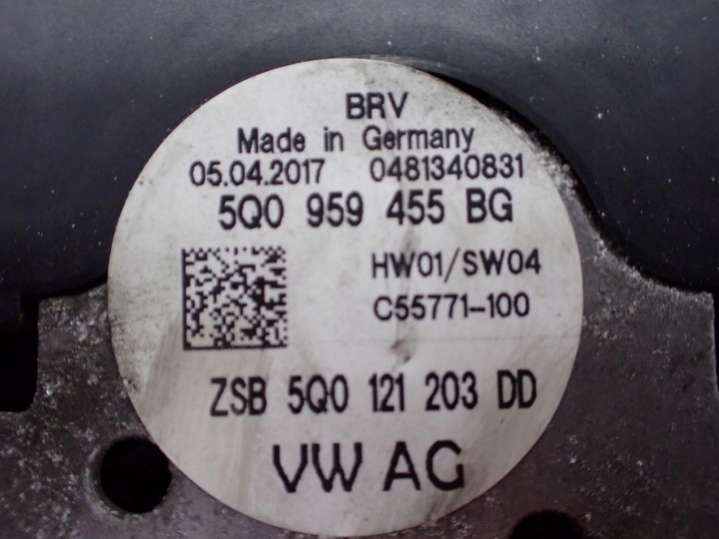 BRV
Made in Germany
05.04.2017 0481340831
5Q0 959 455 BG
HW01/SW04
C55771-100
ZSB 5Q0 121 203 DD
VW AG